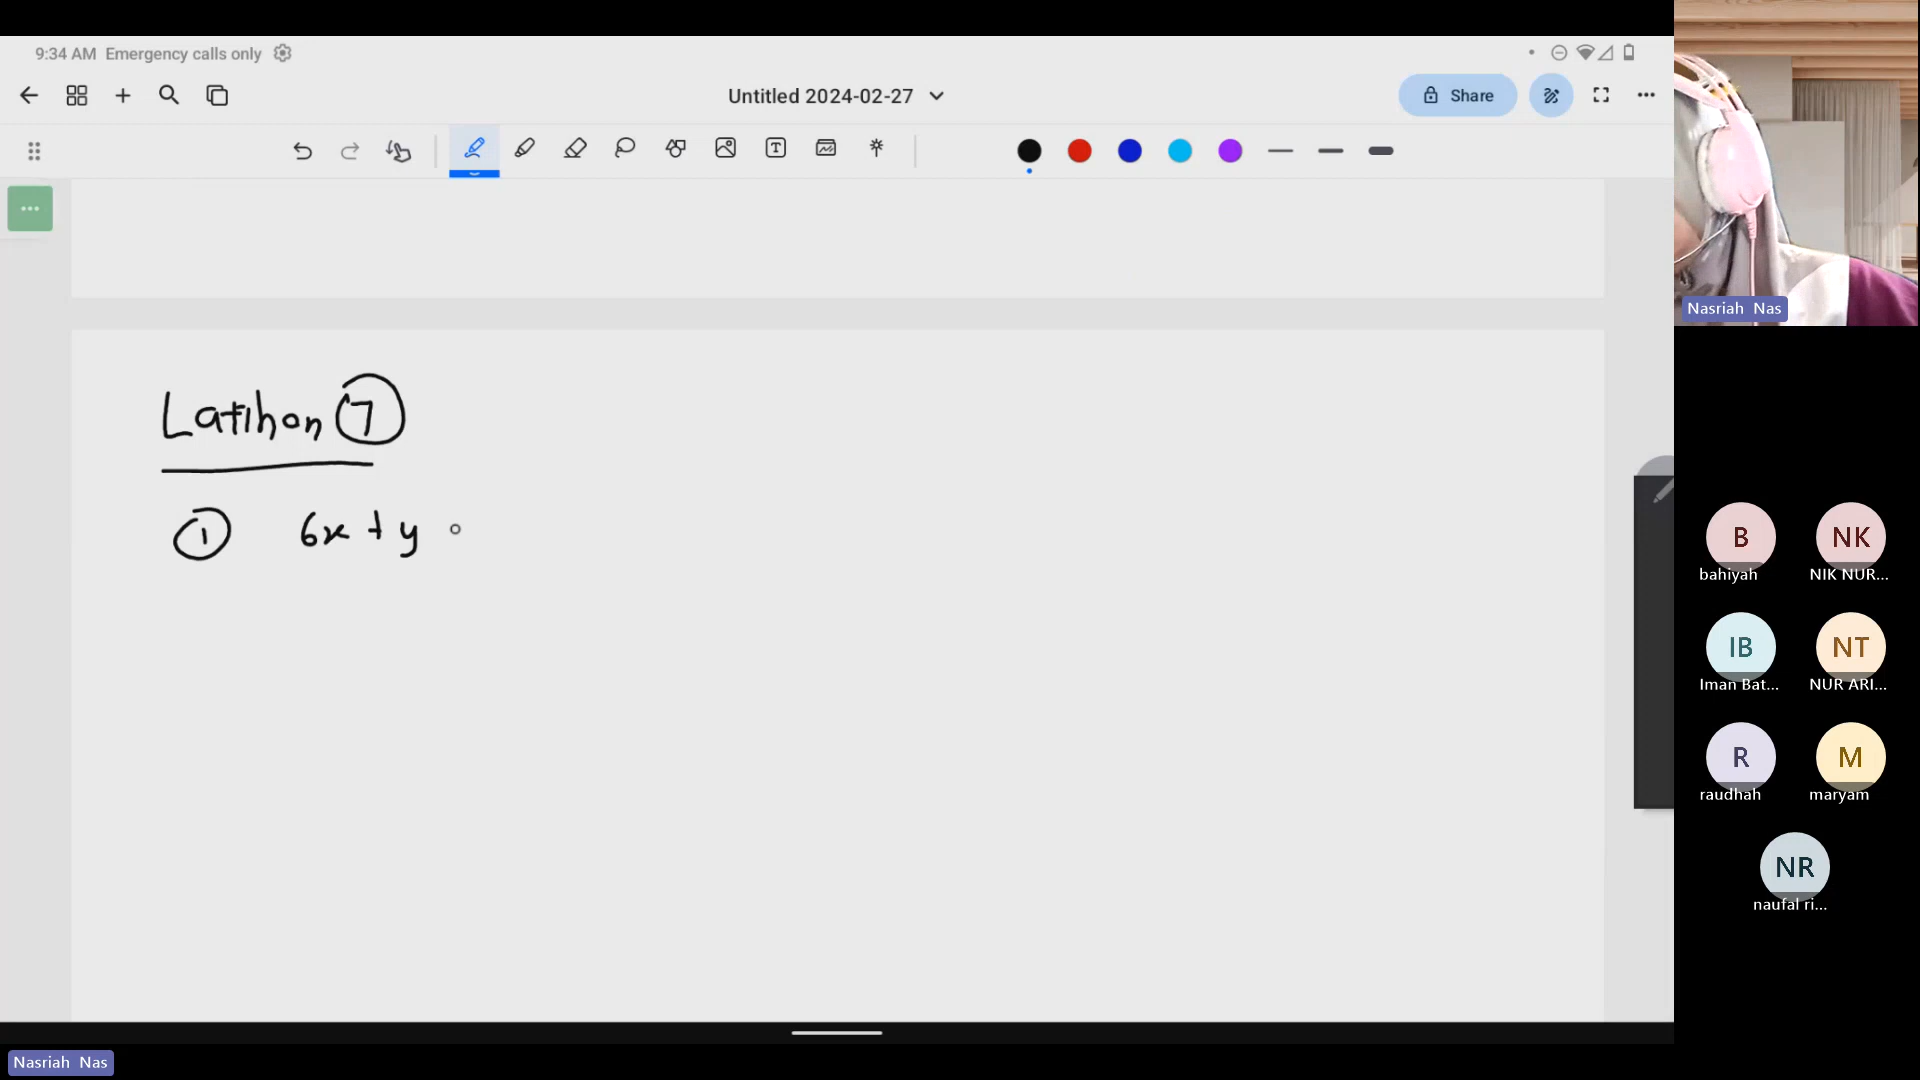 9:34 AM Emergency calls only
Untitled 2024-02-27
Share
Latihan 7
1 6x + y
Nasriah Nas
B
bahiyah
NK
NIK NUR...
IB
Iman Bat...
NT
NUR ARI...
R
raudhah
M
maryam
NR
naufal ri...
Nasriah Nas